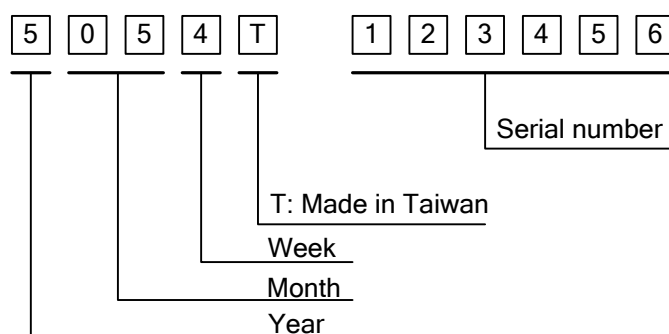 5 0 5 4 T 1 2 3 4 5 6
Serial number
T: Made in Taiwan
Week
Month
Year